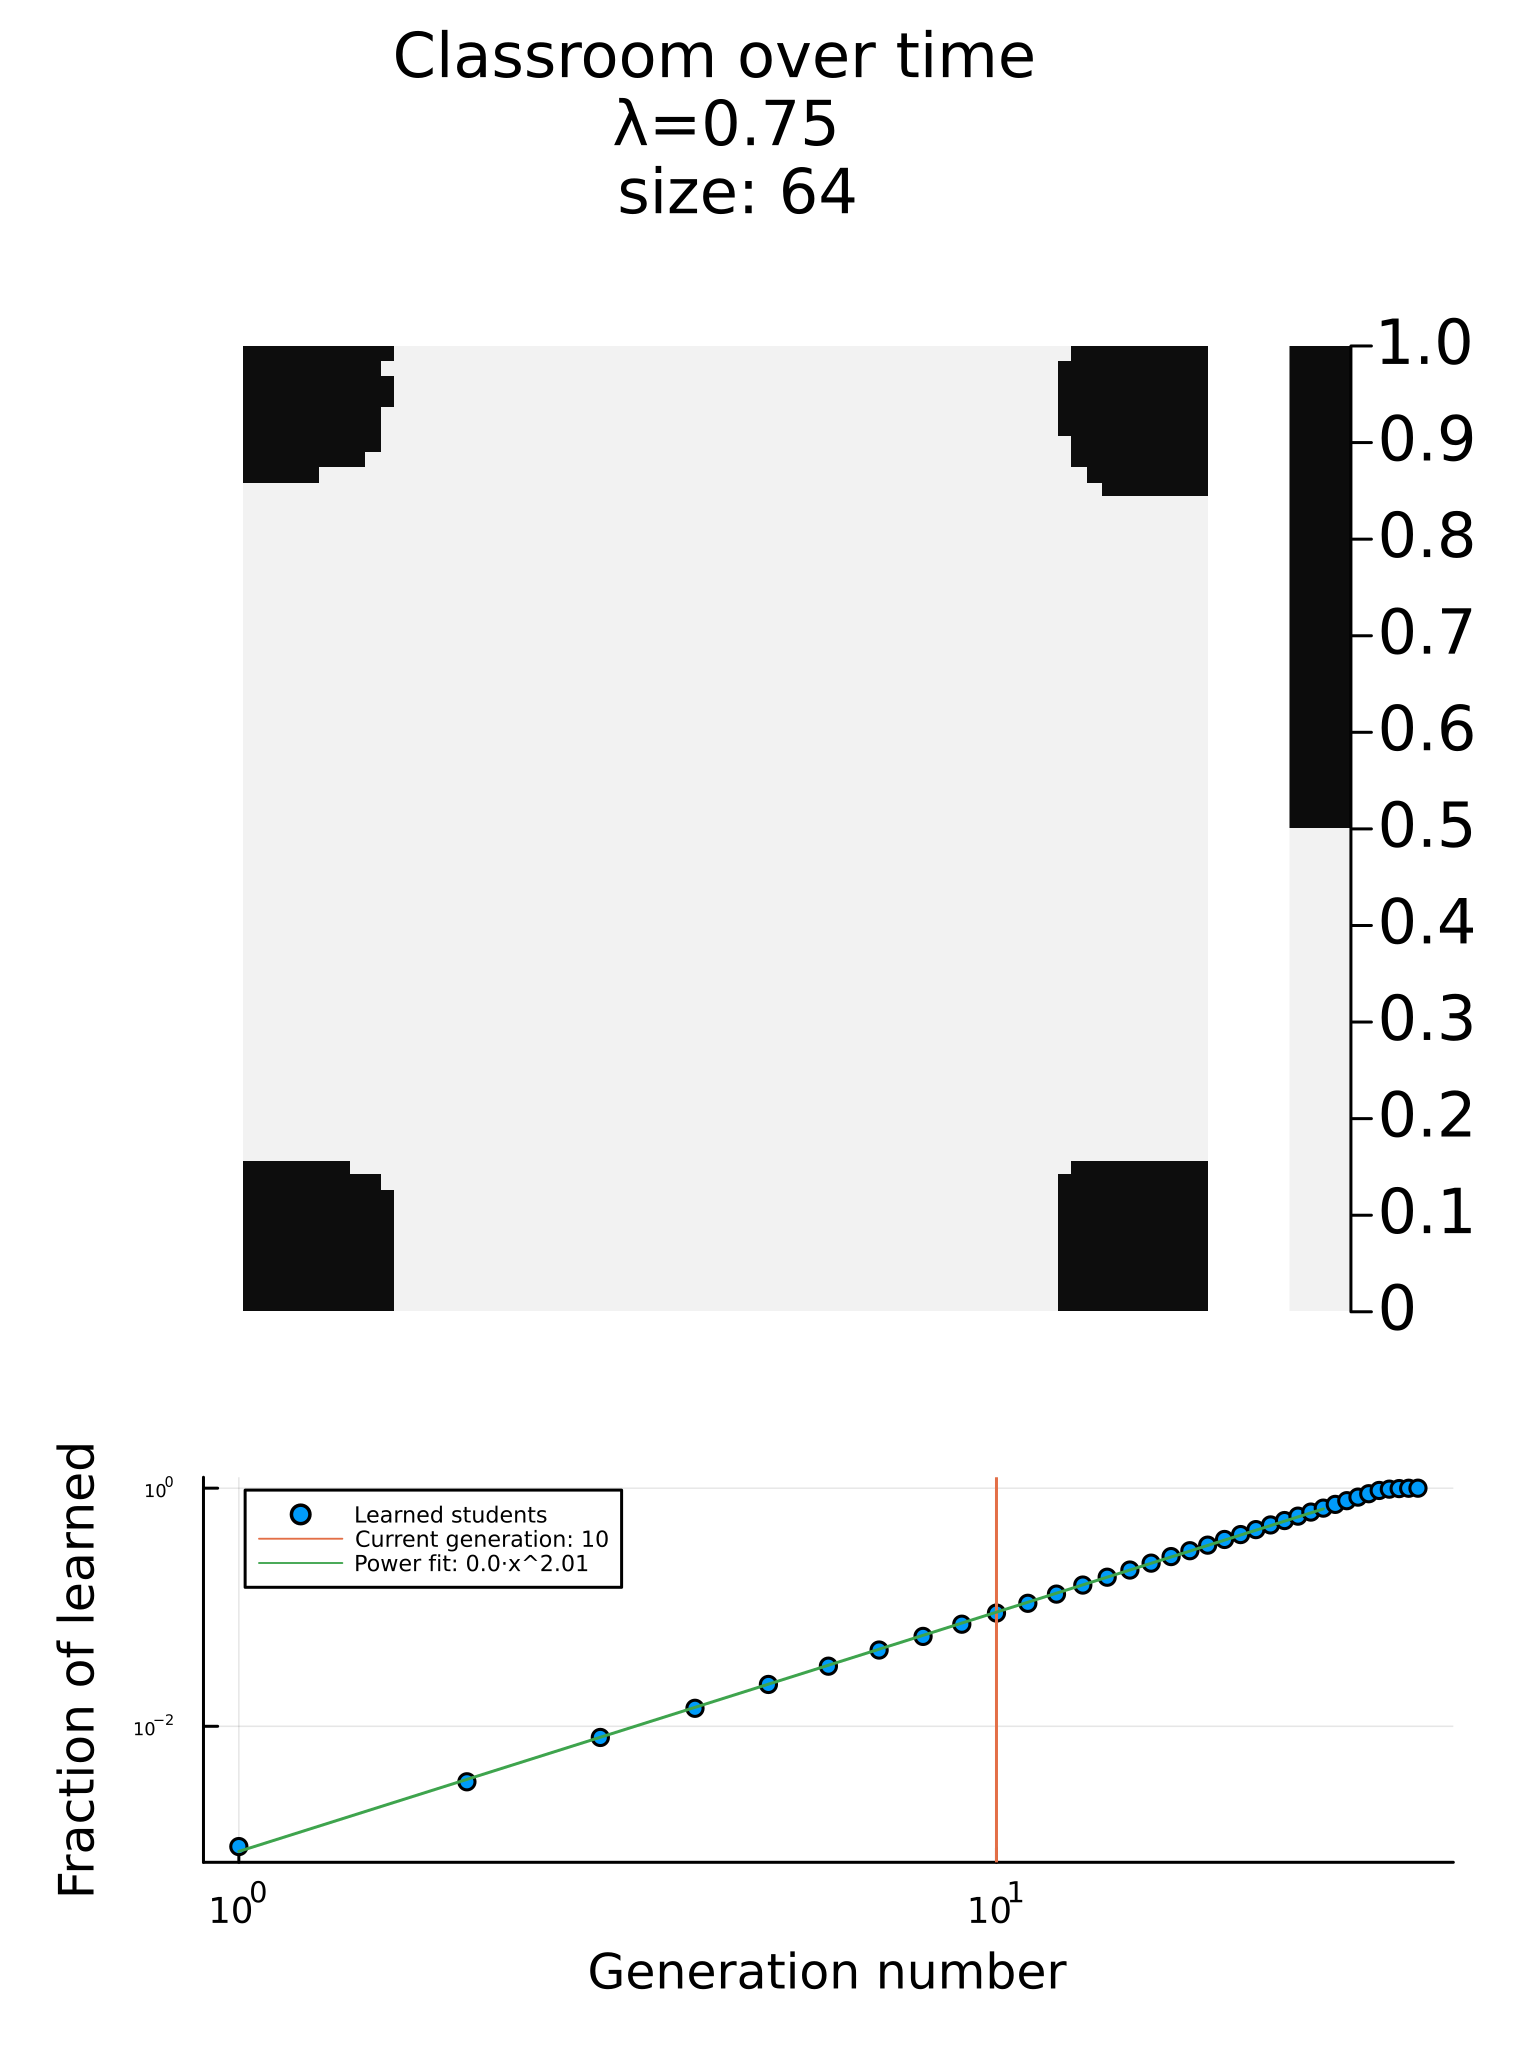 Classroom over time
λ=0.75
size: 64
1.0
0.9
0.8
0.7
0.6
0.5
0.4
0.3
0.2
0.1
0
Fraction of learned
10^0
10^−2
Learned students
Current generation: 10
Power fit: 0.0·x^2.01
10^0
10^1
Generation number